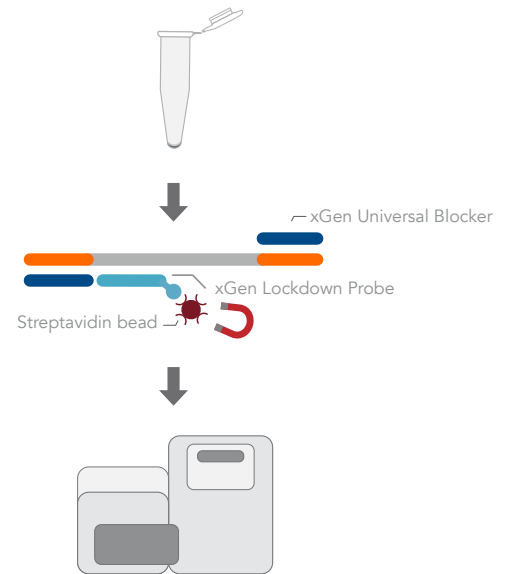 xGen Universal Blocker
xGen Lockdown Probe
Streptavidin bead